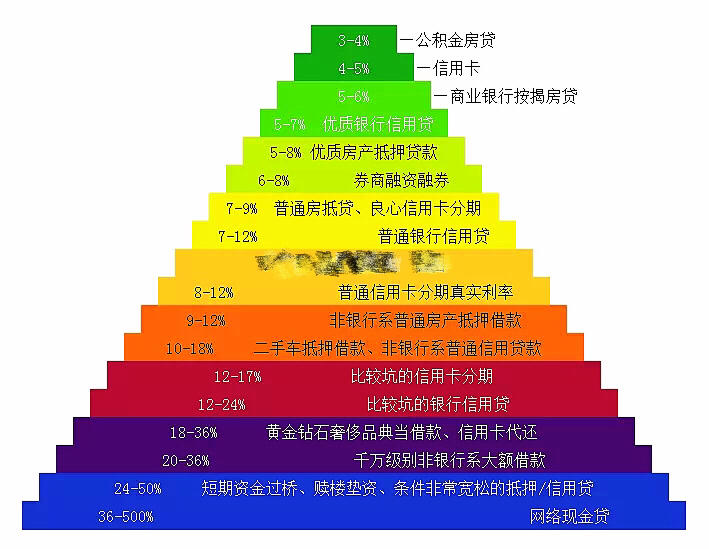 3-4% 公积金房贷
4-5% 信用卡
5-6% 商业银行按揭房贷
5-7% 优质银行信用贷
5-8% 优质房产抵押贷款
6-8% 券商融资融券
7-9% 普通房抵贷、良心信用卡分期
7-12% 普通银行信用贷
8-12% 普通信用卡分期真实利率
9-12% 非银行系普通房产抵押借款
10-18% 二手车抵押借款、非银行系普通信用贷款
12-17% 比较坑的信用卡分期
12-24% 比较坑的银行信用贷
18-36% 黄金钻石奢侈品典当借款、信用卡代还
20-36% 千万级别非银行系大额借款
24-50% 短期资金过桥、赎楼垫资、条件非常宽松的抵押/信用贷
36-500% 网络现金贷